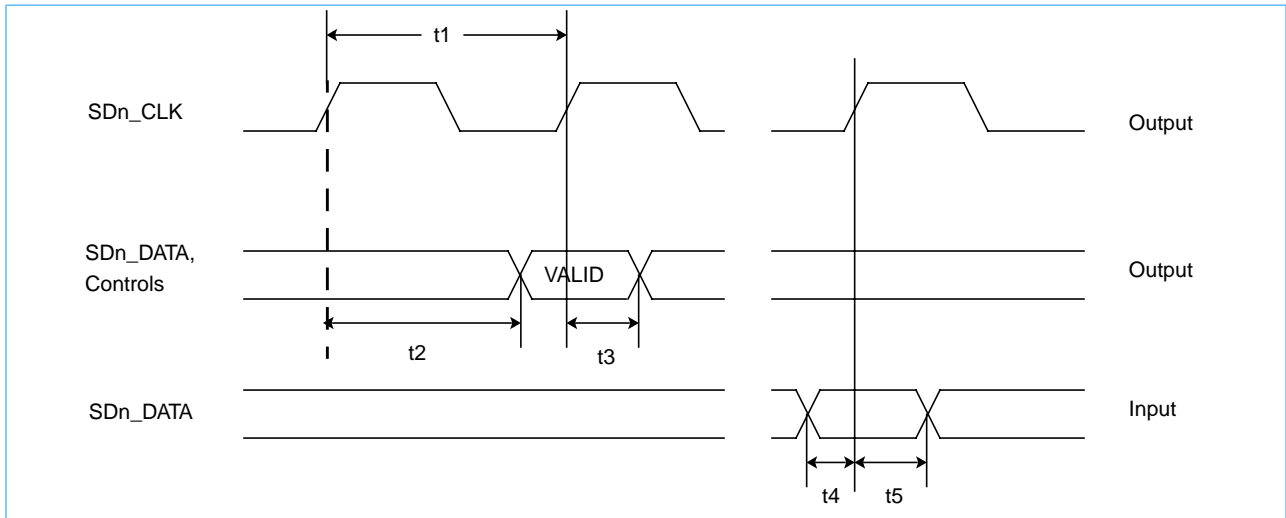 t1
SDn_CLK
Output
SDn_DATA,
Controls
VALID
Output
t2
t3
SDn_DATA
Input
t4
t5